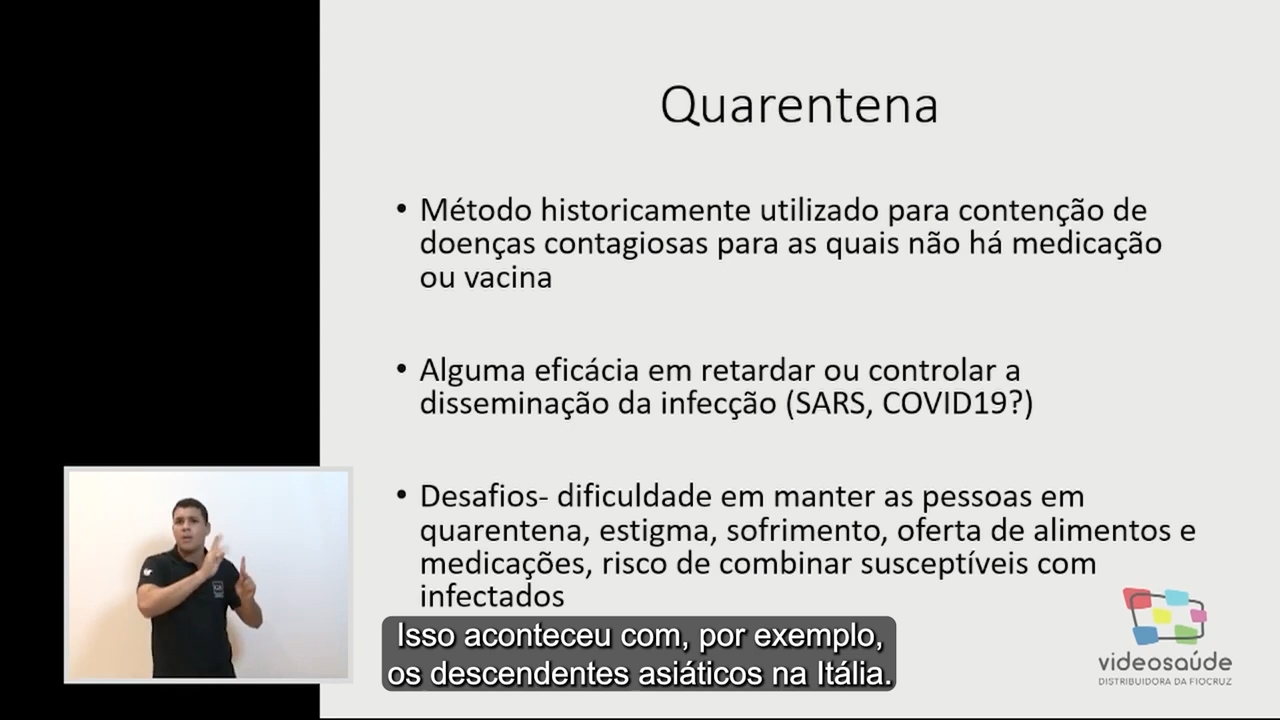 Quarentena
• Método historicamente utilizado para contenção de
doenças contagiosas para as quais não há medicação
ou vacina
• Alguma eficácia em retardar ou controlar a
disseminação da infecção (SARS, COVID19?)
• Desafios- dificuldade em manter as pessoas em
quarentena, estigma, sofrimento, oferta de alimentos e
medicações, risco de combinar susceptíveis com
infectados
Isso aconteceu com, por exemplo,
os descendentes asiáticos na Itália.
videosaúde
DISTRIBUIDORA DA FIOCRUZ